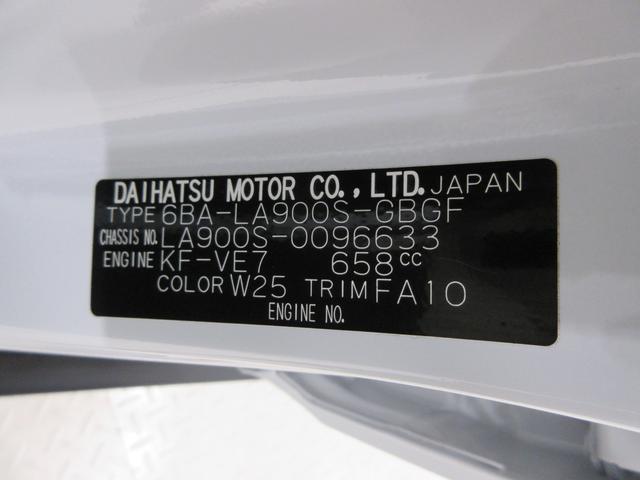 DAIHATSU MOTOR CO.,LTD. JAPAN
TYPE 6BA-LA900S-GBGF
CHASSIS NO. LA900S-0096633
ENGINE KF-VE7 658cc
COLOR W25 TRIM FA10
ENGINE NO.